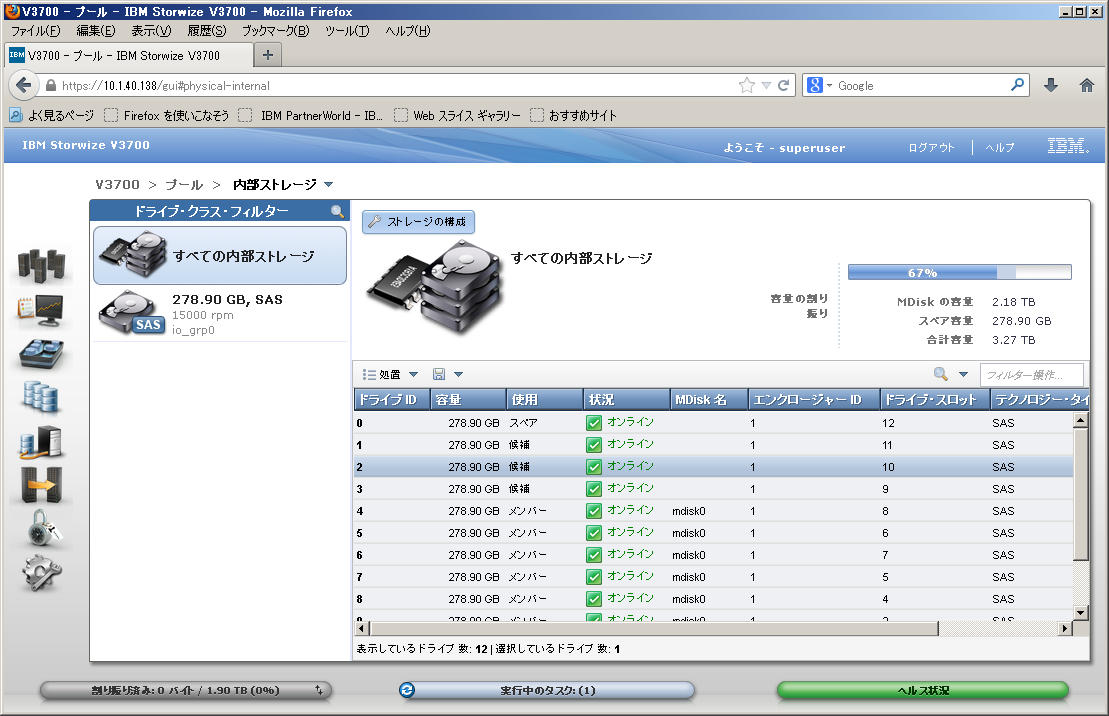 V3700 - プール - IBM Storwize V3700 - Mozilla Firefox
ファイル(F) 編集(E) 表示(V) 履歴(S) ブックマーク(B) ツール(T) ヘルプ(H)
IBM V3700 - プール - IBM Storwize V3700 +
https://10.1.40.138/gui#physical-internal 8 Google
よく見るページ Firefox を使いこなそう IBM PartnerWorld - IB... Web スライス ギャラリー おすすめサイト
IBM Storwize V3700 ようこそ - superuser ログアウト ヘルプ IBM.
V3700 > プール > 内部ストレージ
ドライブ・クラス・フィルター
すべての内部ストレージ
278.90 GB, SAS
15000 rpm
io_grp0
SAS
ストレージの構成
すべての内部ストレージ
容量の割り振り
67%
MDisk の容量 2.18 TB
スペア容量 278.90 GB
合計容量 3.27 TB
処置 フィルター操作...
ドライブ ID 容量 使用 状況 MDisk 名 エンクロージャー ID ドライブ・スロット テクノロジー・タイ
0 278.90 GB スペア オンライン 1 12 SAS
1 278.90 GB 候補 オンライン 1 11 SAS
2 278.90 GB 候補 オンライン 1 10 SAS
3 278.90 GB 候補 オンライン 1 9 SAS
4 278.90 GB メンバー オンライン mdisk0 1 8 SAS
5 278.90 GB メンバー オンライン mdisk0 1 6 SAS
6 278.90 GB メンバー オンライン mdisk0 1 7 SAS
7 278.90 GB メンバー オンライン mdisk0 1 5 SAS
8 278.90 GB メンバー オンライン mdisk0 1 4 SAS
表示しているドライブ 数: 12 | 選択しているドライブ 数: 1
割り振り済み: 0 バイト / 1.90 TB (0%) 実行中のタスク: (1) ヘルス状況